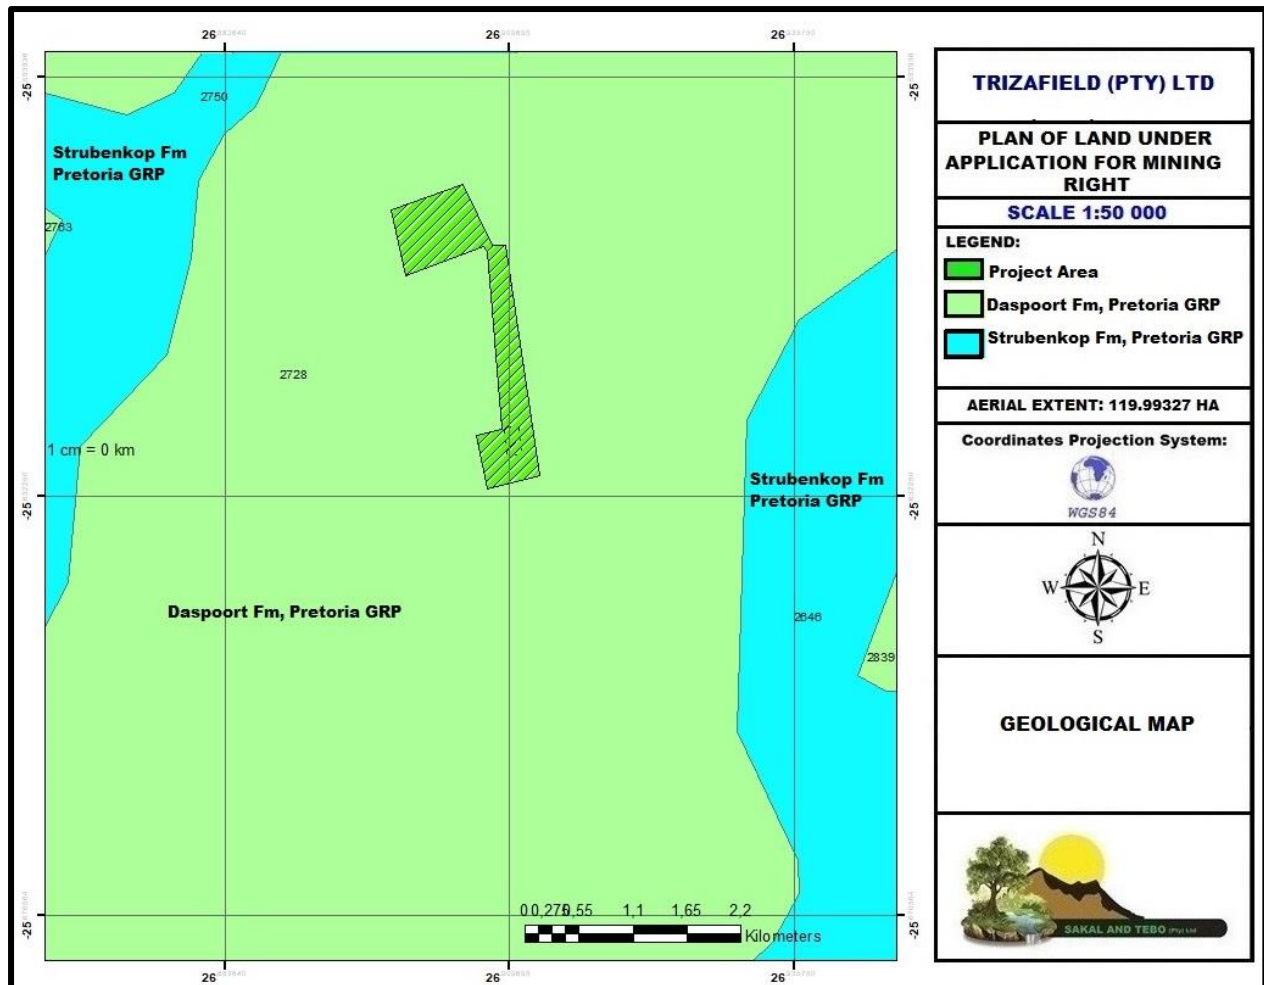 26
26
26
-25
-25
2750
Strubenkop Fm
Pretoria GRP
2763
2728
1 cm = 0 km
Strubenkop Fm
Pretoria GRP
-25
-25
Daspoort Fm, Pretoria GRP
2646
2839
0 0,275 0,55 1,1 1,65 2,2
Kilometers
-25
-25
26
26
26
TRIZAFIELD (PTY) LTD
PLAN OF LAND UNDER
APPLICATION FOR MINING
RIGHT
SCALE 1:50 000
LEGEND:
Project Area
Daspoort Fm, Pretoria GRP
Strubenkop Fm, Pretoria GRP
AERIAL EXTENT: 119.99327 HA
Coordinates Projection System:
WGS84
N
W E
S
GEOLOGICAL MAP
SAKAL AND TEBO (Pty) Ltd